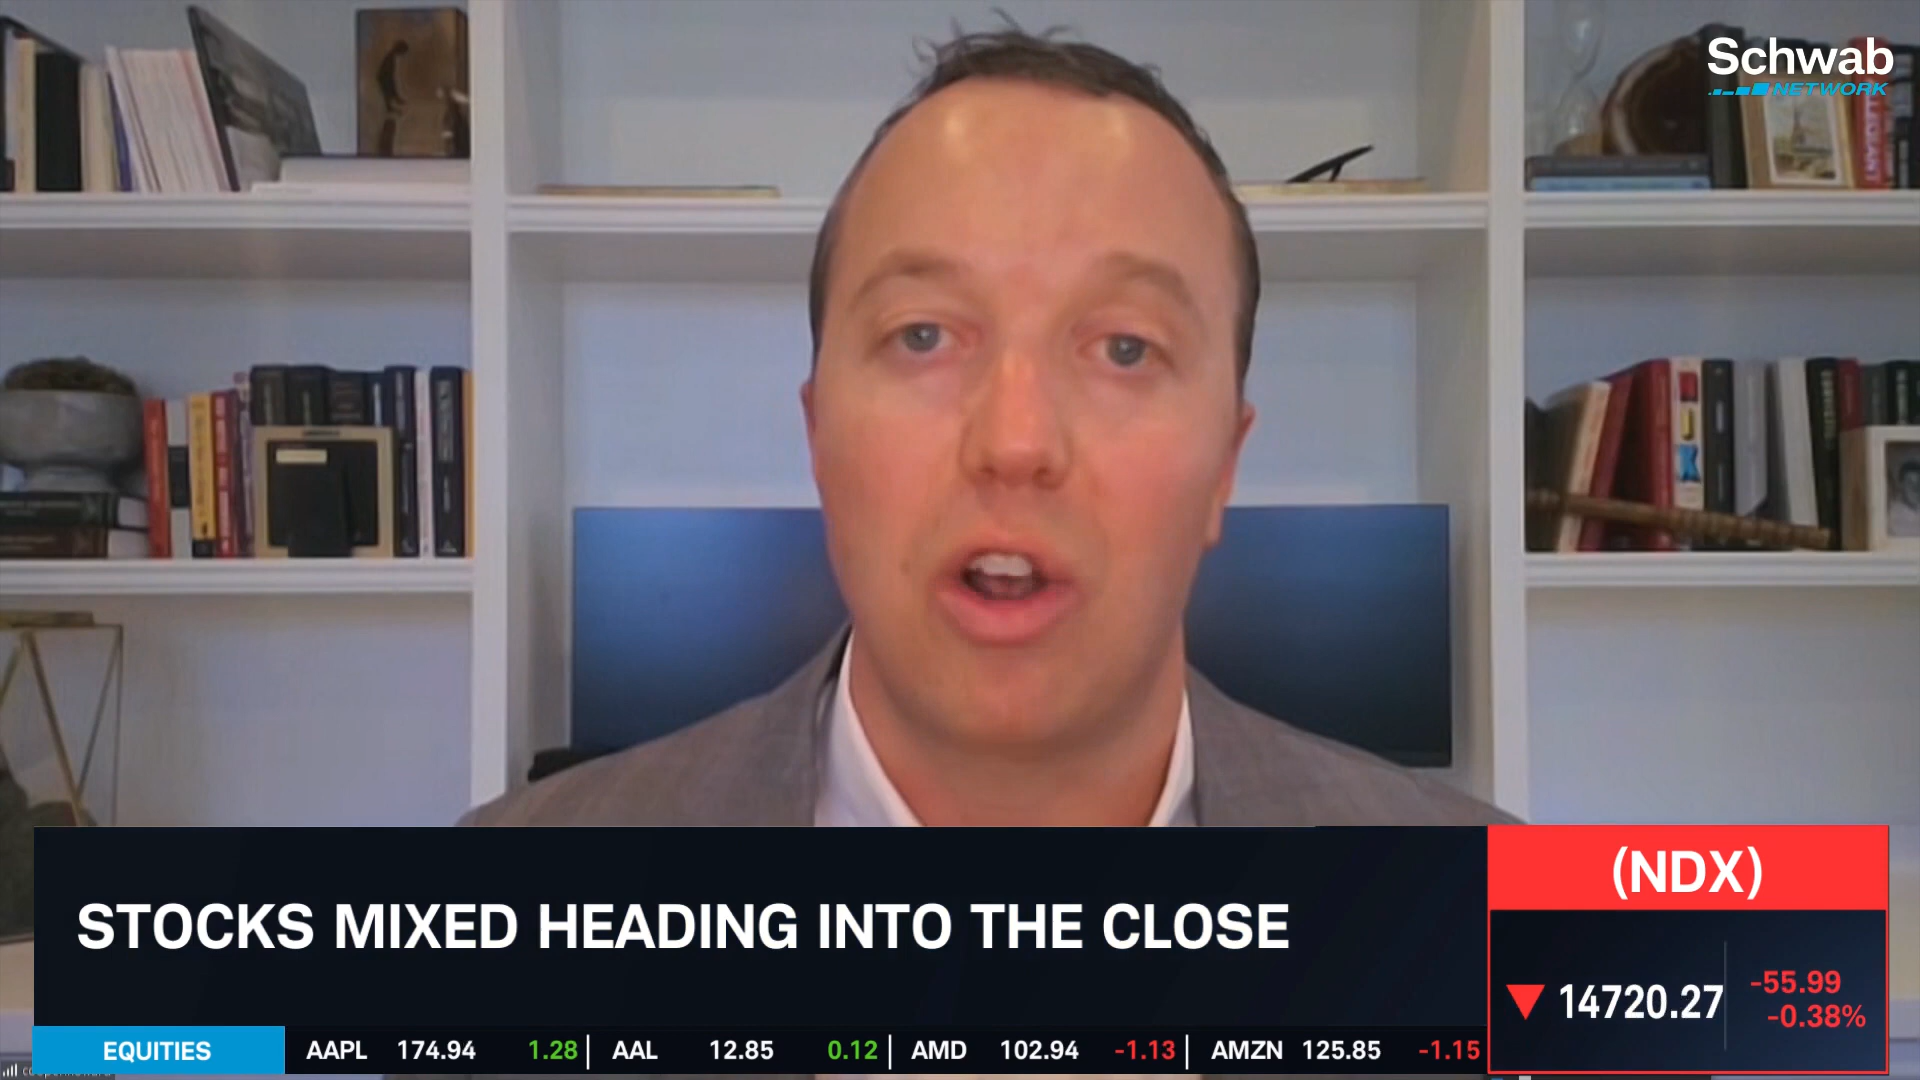 Schwab
NETWORK
STOCKS MIXED HEADING INTO THE CLOSE
(NDX)
14720.27
-55.99
-0.38%
EQUITIES
AAPL 174.94 1.28 AAL 12.85 0.12 AMD 102.94 -1.13 AMZN 125.85 -1.15